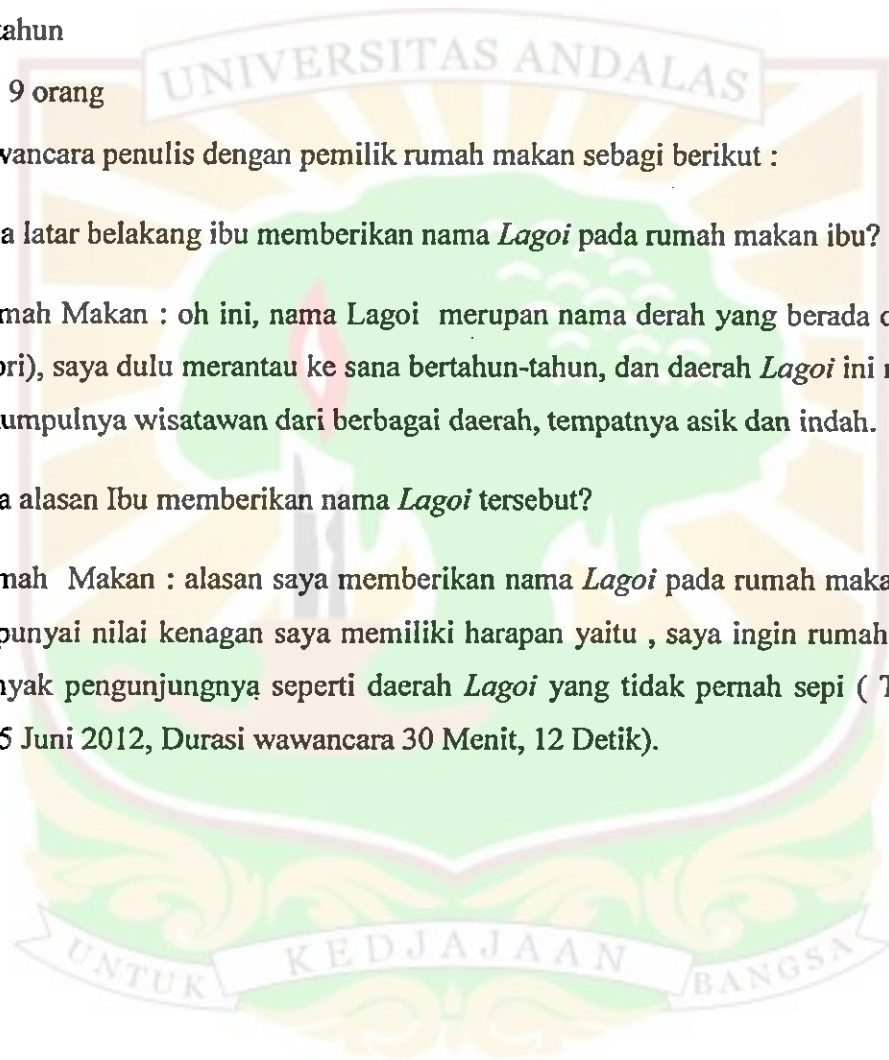 tahun
9 orang
UNIVERSITAS ANDALAS
wancara penulis dengan pemilik rumah makan sebagi berikut :
a latar belakang ibu memberikan nama Lagoi pada rumah makan ibu?
mah Makan : oh ini, nama Lagoi merupan nama derah yang berada
ri), saya dulu merantau ke sana bertahun-tahun, dan daerah Lagoi ini
umpulnya wisatawan dari berbagai daerah, tempatnya asik dan indah.
a alasan Ibu memberikan nama Lagoi tersebut?
mah Makan : alasan saya memberikan nama Lagoi pada rumah maka
punyai nilai kenagan saya memiliki harapan yaitu , saya ingin rumah
nyak pengunjungnya seperti daerah Lagoi yang tidak pernah sepi ( T
5 Juni 2012, Durasi wawancara 30 Menit, 12 Detik).
UNTUK KEDJAJAAN BANGSA